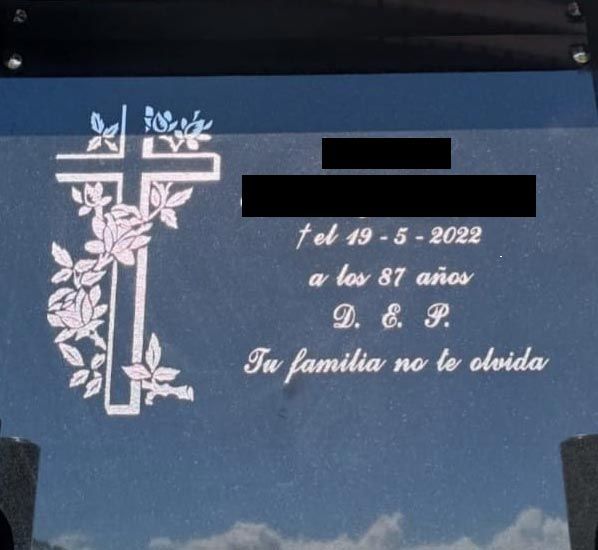 † el 19 - 5 - 2022
a los 87 años
D. E. P.
Tu familia no te olvida